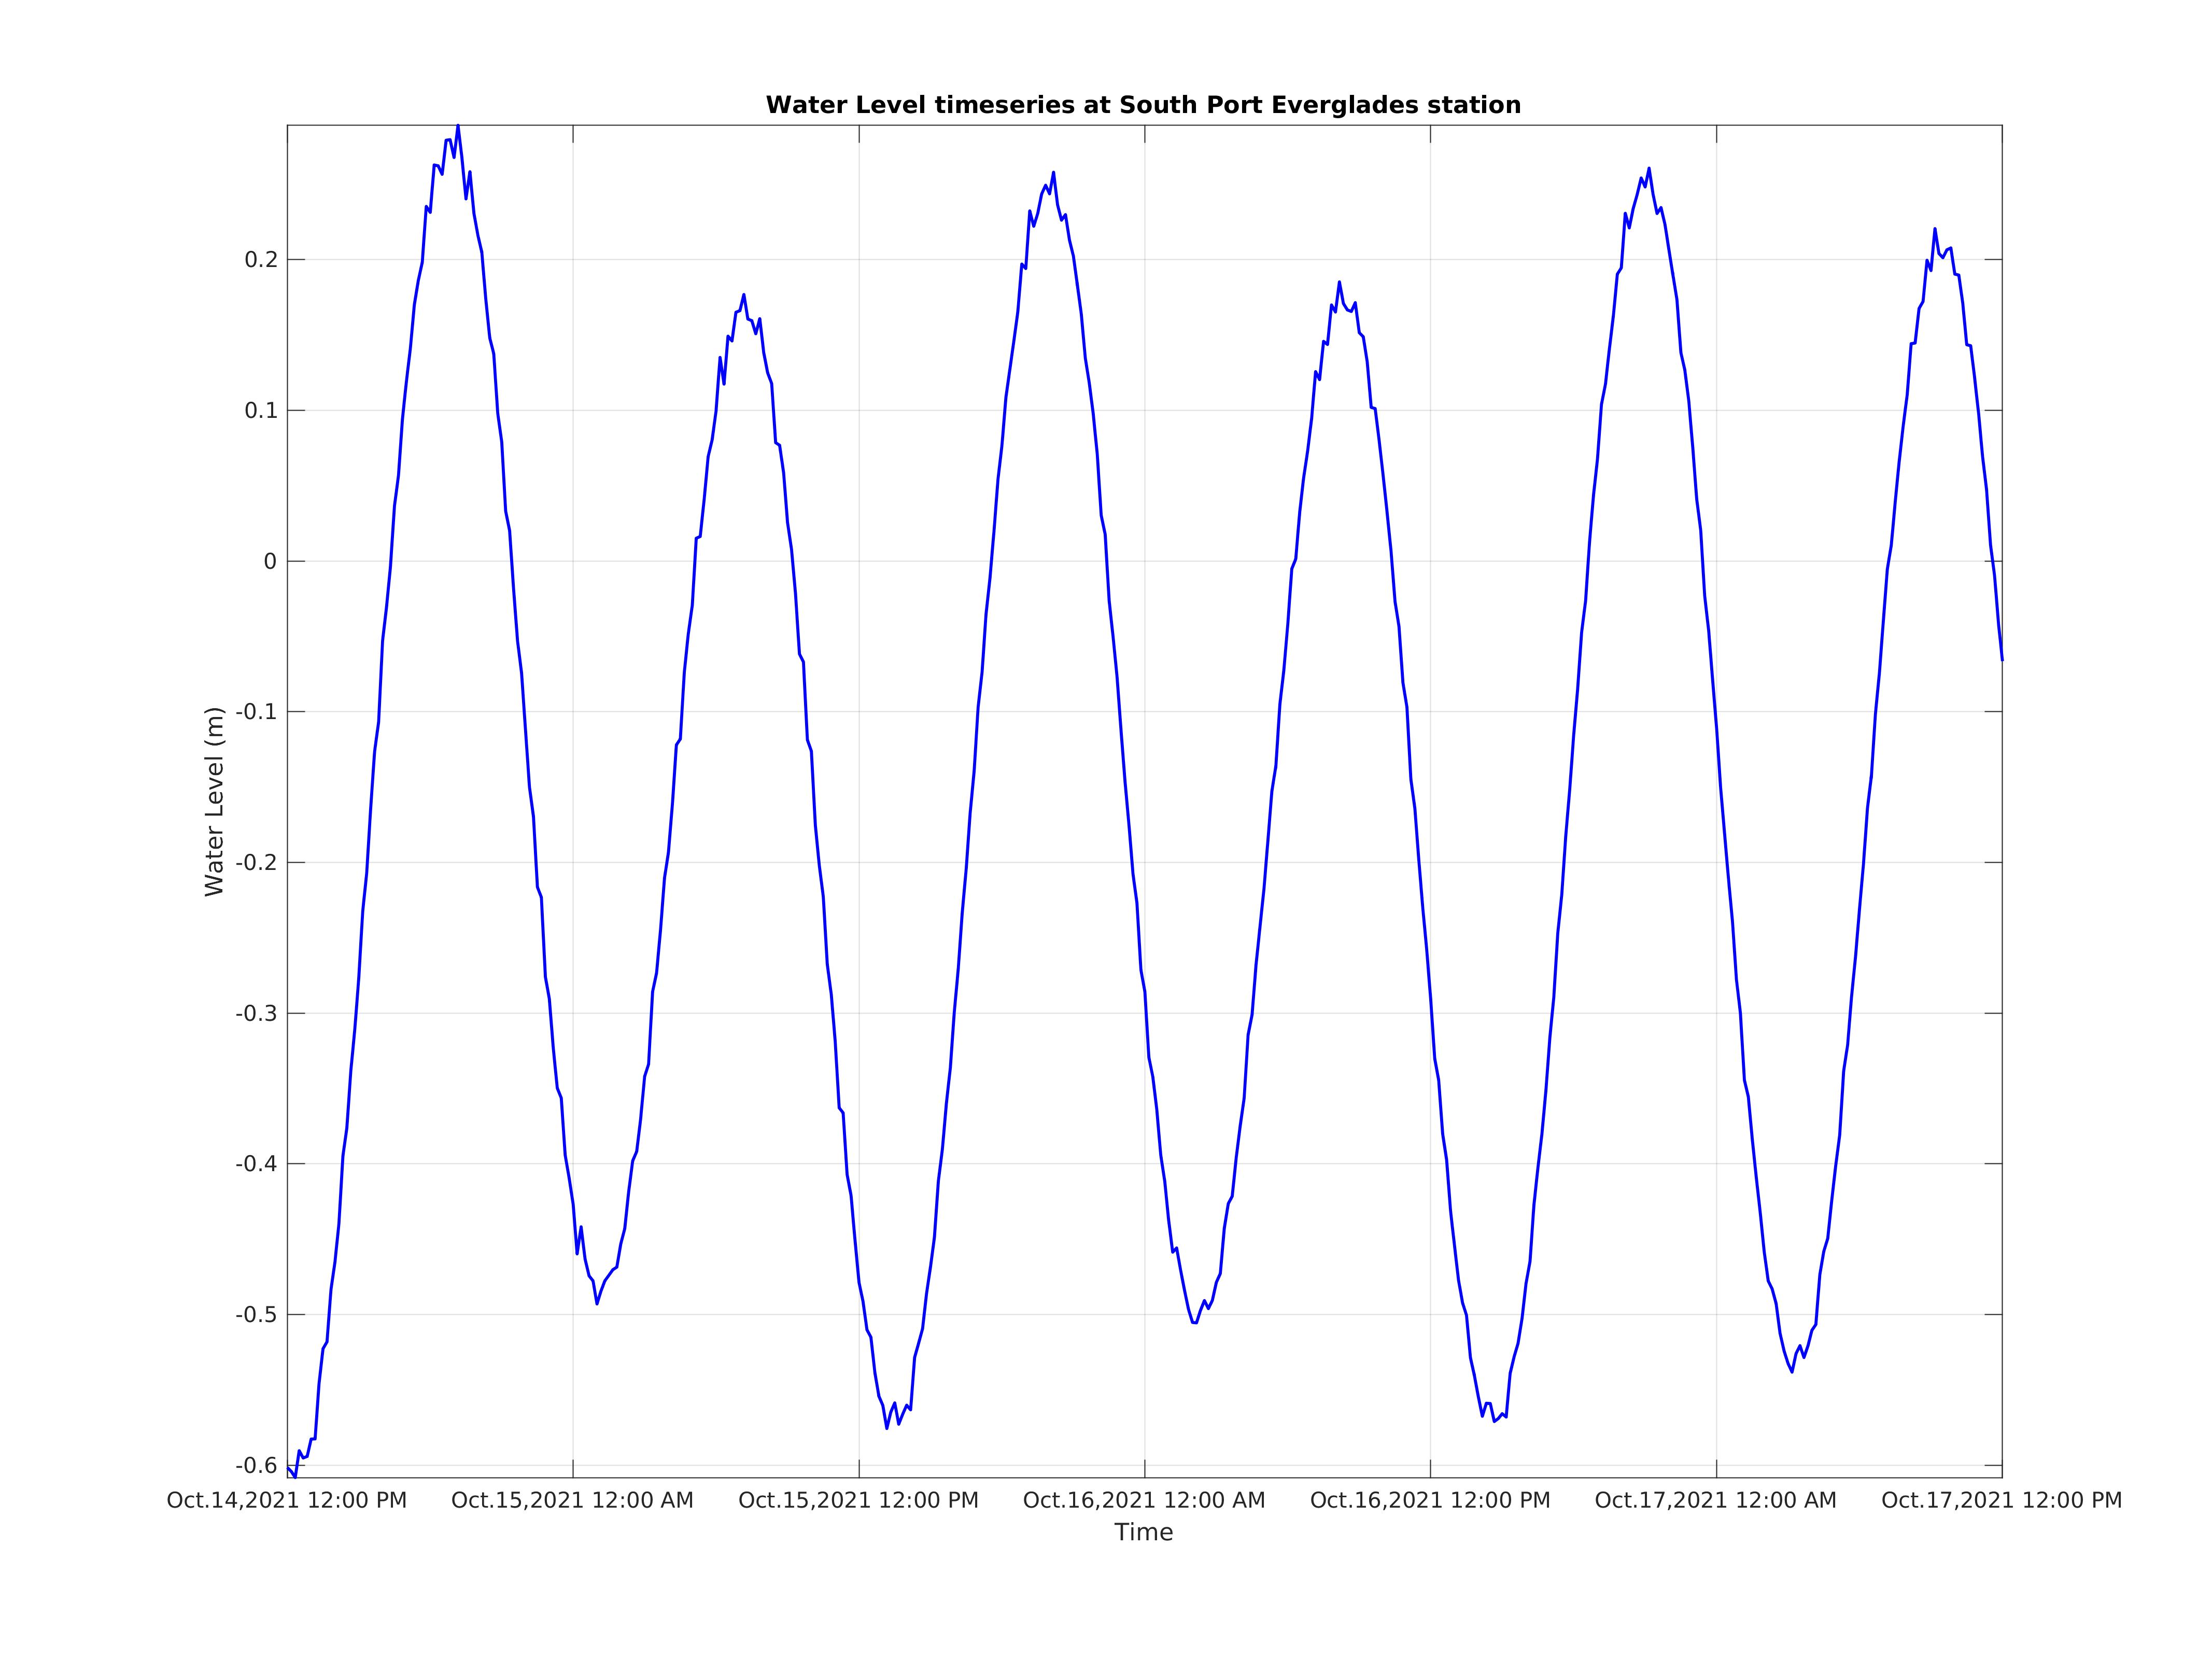 Water Level timeseries at South Port Everglades station
0.2
0.1
0
-0.1
-0.2
-0.3
-0.4
-0.5
-0.6
Water Level (m)
Oct.14,2021 12:00 PM Oct.15,2021 12:00 AM Oct.15,2021 12:00 PM Oct.16,2021 12:00 AM Oct.16,2021 12:00 PM Oct.17,2021 12:00 AM Oct.17,2021 12:00 PM
Time